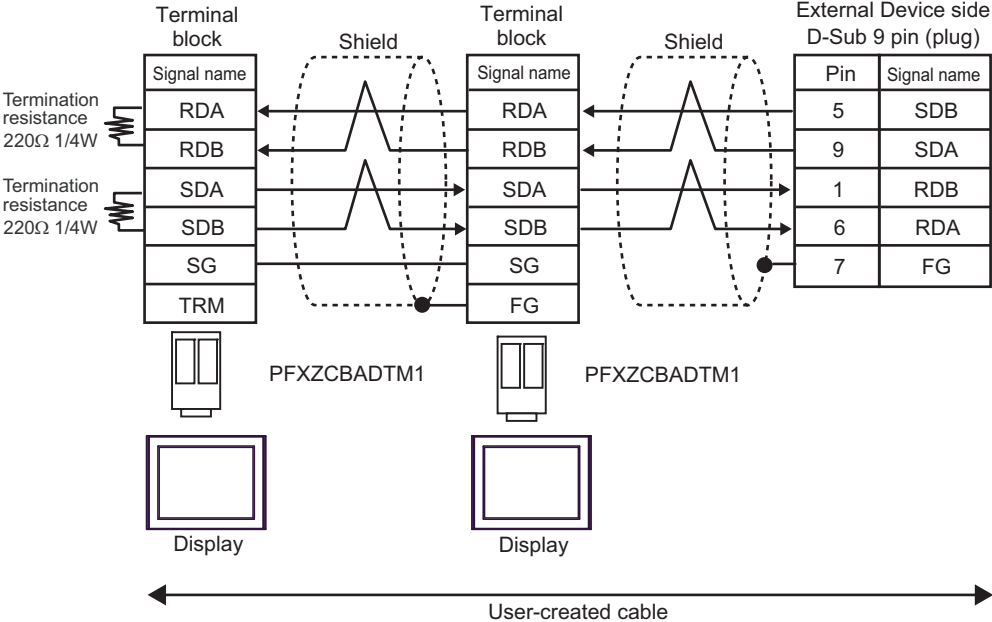 Terminal block
Shield
Terminal block
Shield
External Device side
D-Sub 9 pin (plug)
Signal name
Signal name
Pin
Signal name
Termination resistance 220Ω 1/4W
RDA
RDA
5
SDB
RDB
RDB
9
SDA
Termination resistance 220Ω 1/4W
SDA
SDA
1
RDB
SDB
SDB
6
RDA
SG
SG
7
FG
TRM
FG
PFXZCBADTM1
PFXZCBADTM1
Display
Display
User-created cable